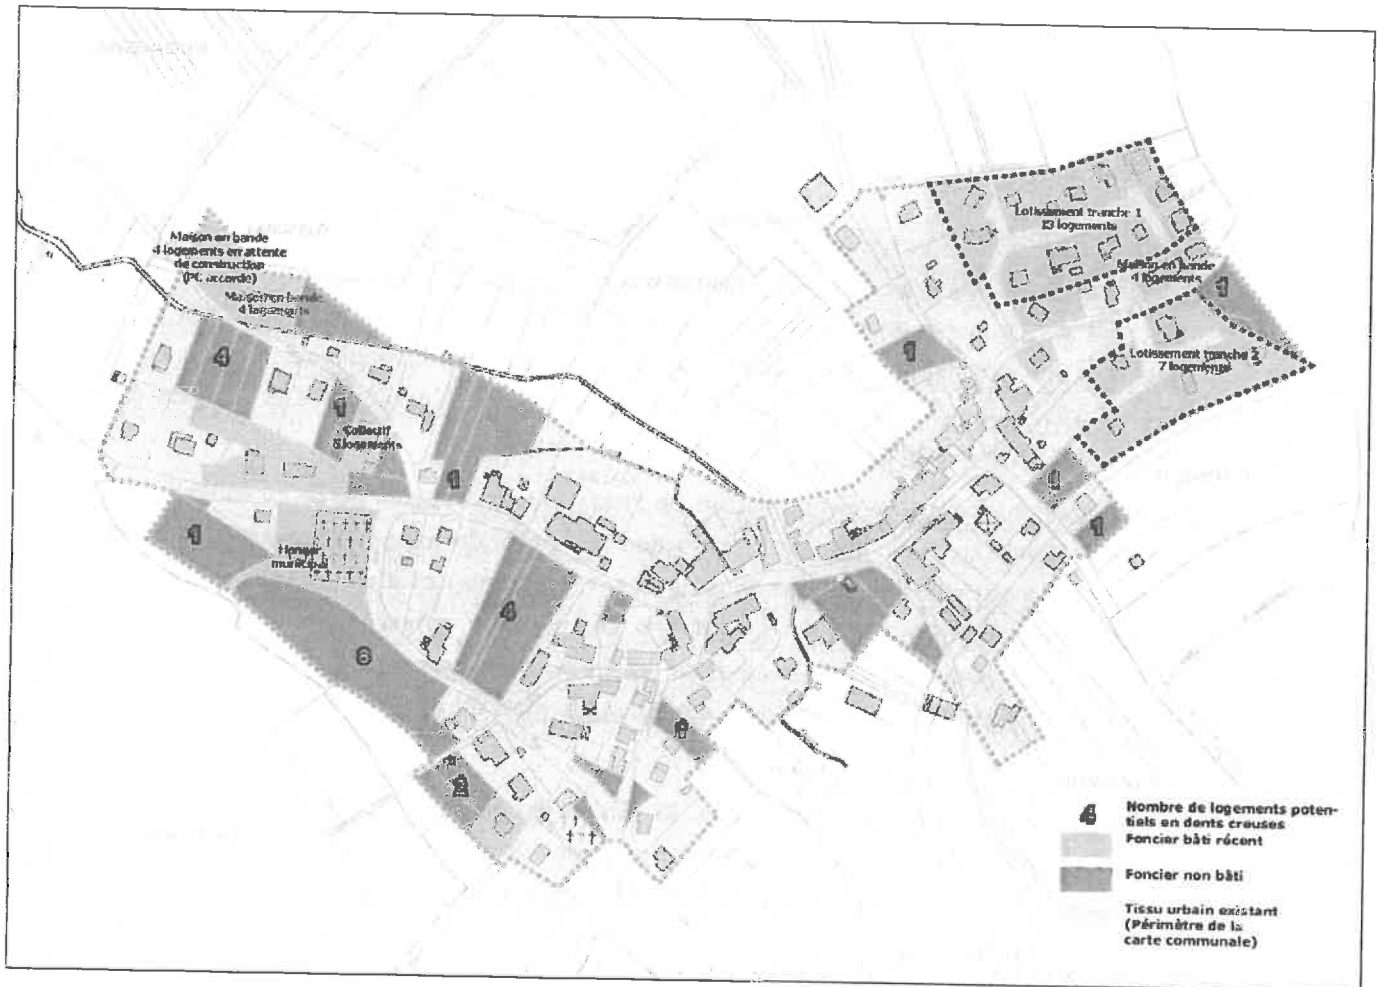 Maison en bande
4 logements en attente
de construction
(PC accordé)
Maison en bande
4 logements
4
1
Collectif
8 logements
1
1
Hangar
municipal
4
6
2
Lotissement tranche 1
13 logements
Maison en bande
4 logements
1
1
Lotissement tranche 2
7 logements
1
1
4
Nombre de logements poten-
tiels en dents creuses
Foncier bâti récent
Foncier non bâti
Tissu urbain existant
(Périmètre de la
carte communale)